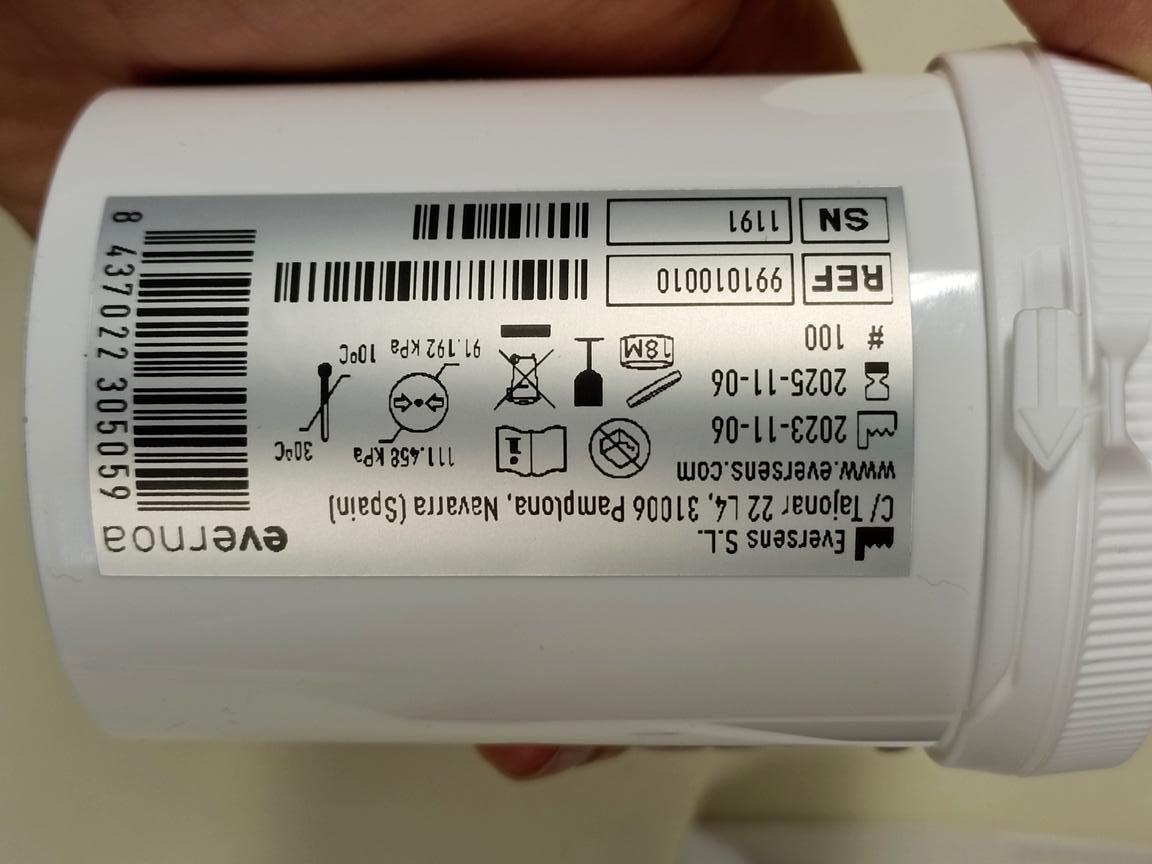 evernoa
Eversens S.L.
C/ Tajonar 22 L4, 31006 Pamplona, Navarra (Spain)
www.eversens.com
2023-11-06
2025-11-06
# 100
18M
111.458 kPa
91.192 kPa
30ºC
10ºC
REF 991010010
SN 1191
8 437022 305059